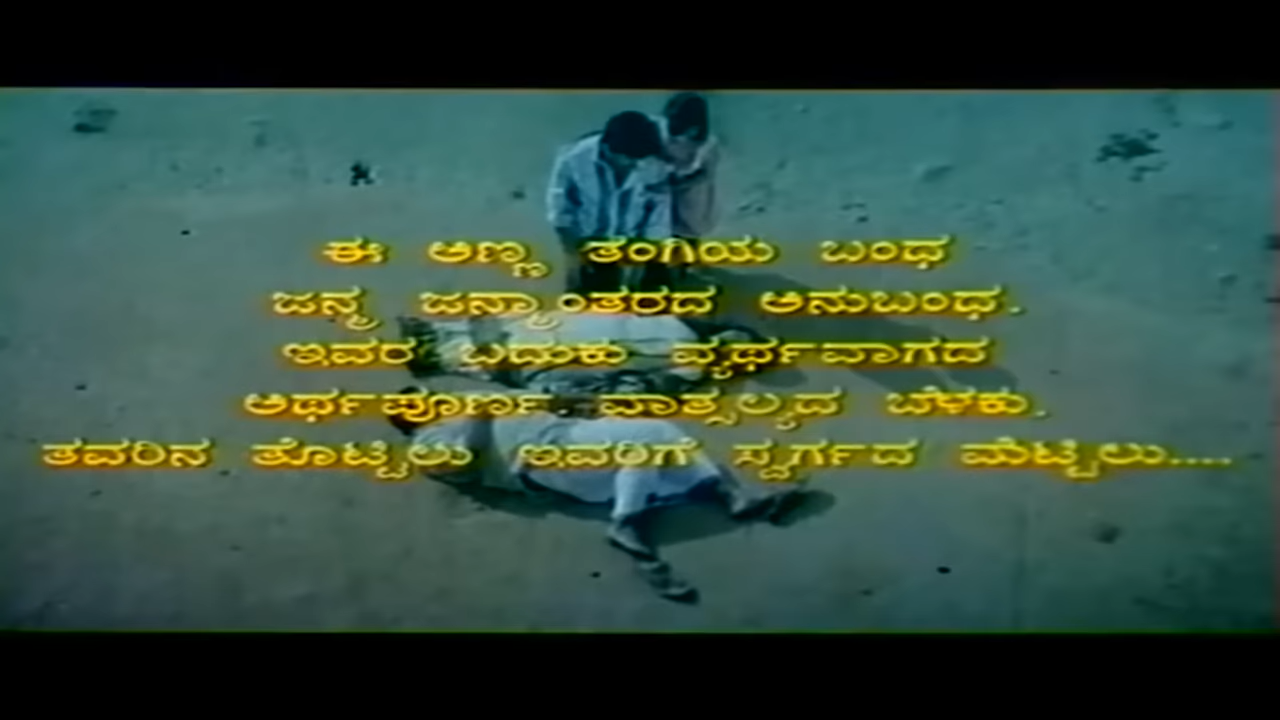 ಈ ಅಣ್ಣ ತಂಗಿಯ ಬಂಧ
ಜನ್ಮ ಜನ್ಮಾಂತರದ ಅನುಬಂಧ.
ಇವರ ಬದುಕು ವ್ಯರ್ಥವಾಗದ
ಅರ್ಥಪೂರ್ಣ. ವಾತ್ಸಲ್ಯದ ಬೆಳಕು.
ತವರಿನ ತೊಟ್ಟಿಲು ಇವರಿಗೆ ಸ್ವರ್ಗದ ಮೆಟ್ಟಿಲು....